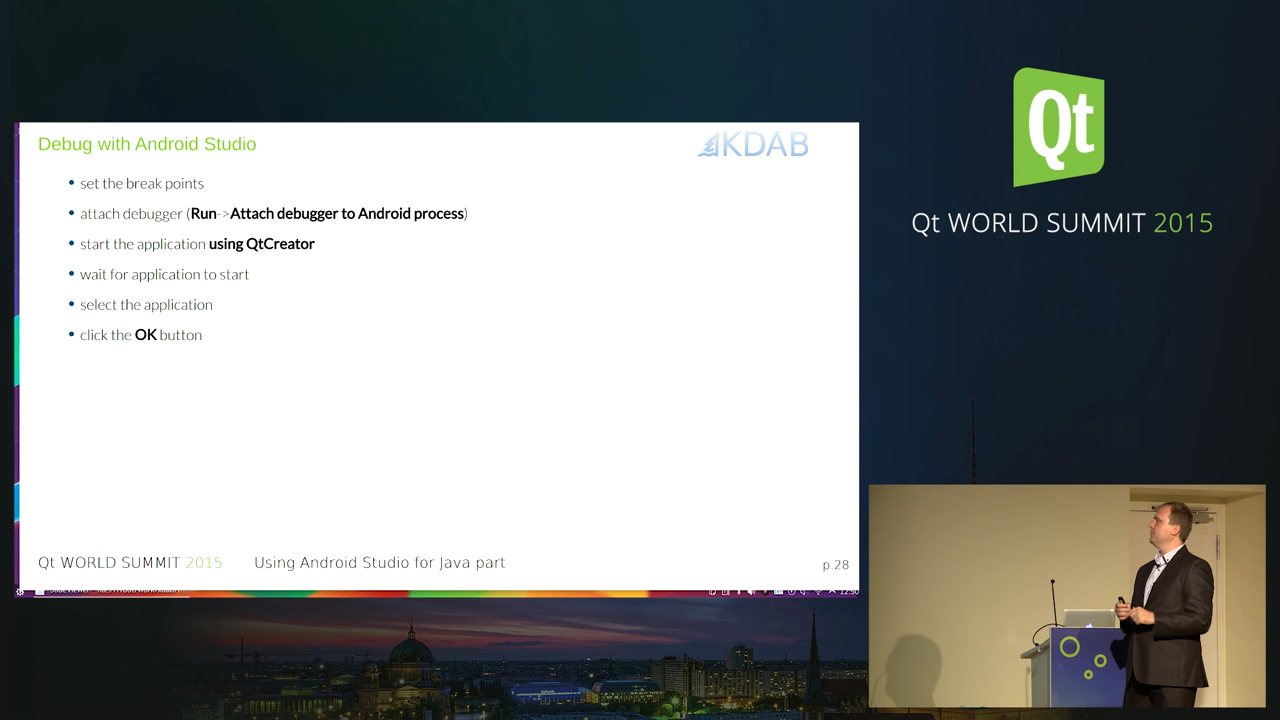 Debug with Android Studio
KDAB
• set the break points
• attach debugger (Run->Attach debugger to Android process)
• start the application using QtCreator
• wait for application to start
• select the application
• click the OK button
Qt WORLD SUMMIT 2015 Using Android Studio for Java part
p.28
12:50
Qt
Qt WORLD SUMMIT 2015